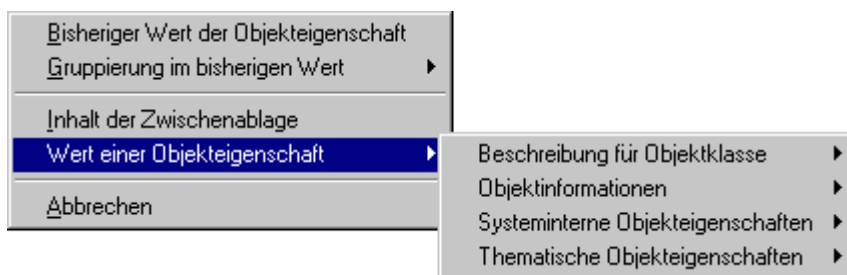 Bisheriger Wert der Objekteigenschaft
Gruppierung im bisherigen Wert
Inhalt der Zwischenablage
Wert einer Objekteigenschaft
Abbrechen
Beschreibung für Objektklasse
Objektinformationen
Systeminterne Objekteigenschaften
Thematische Objekteigenschaften